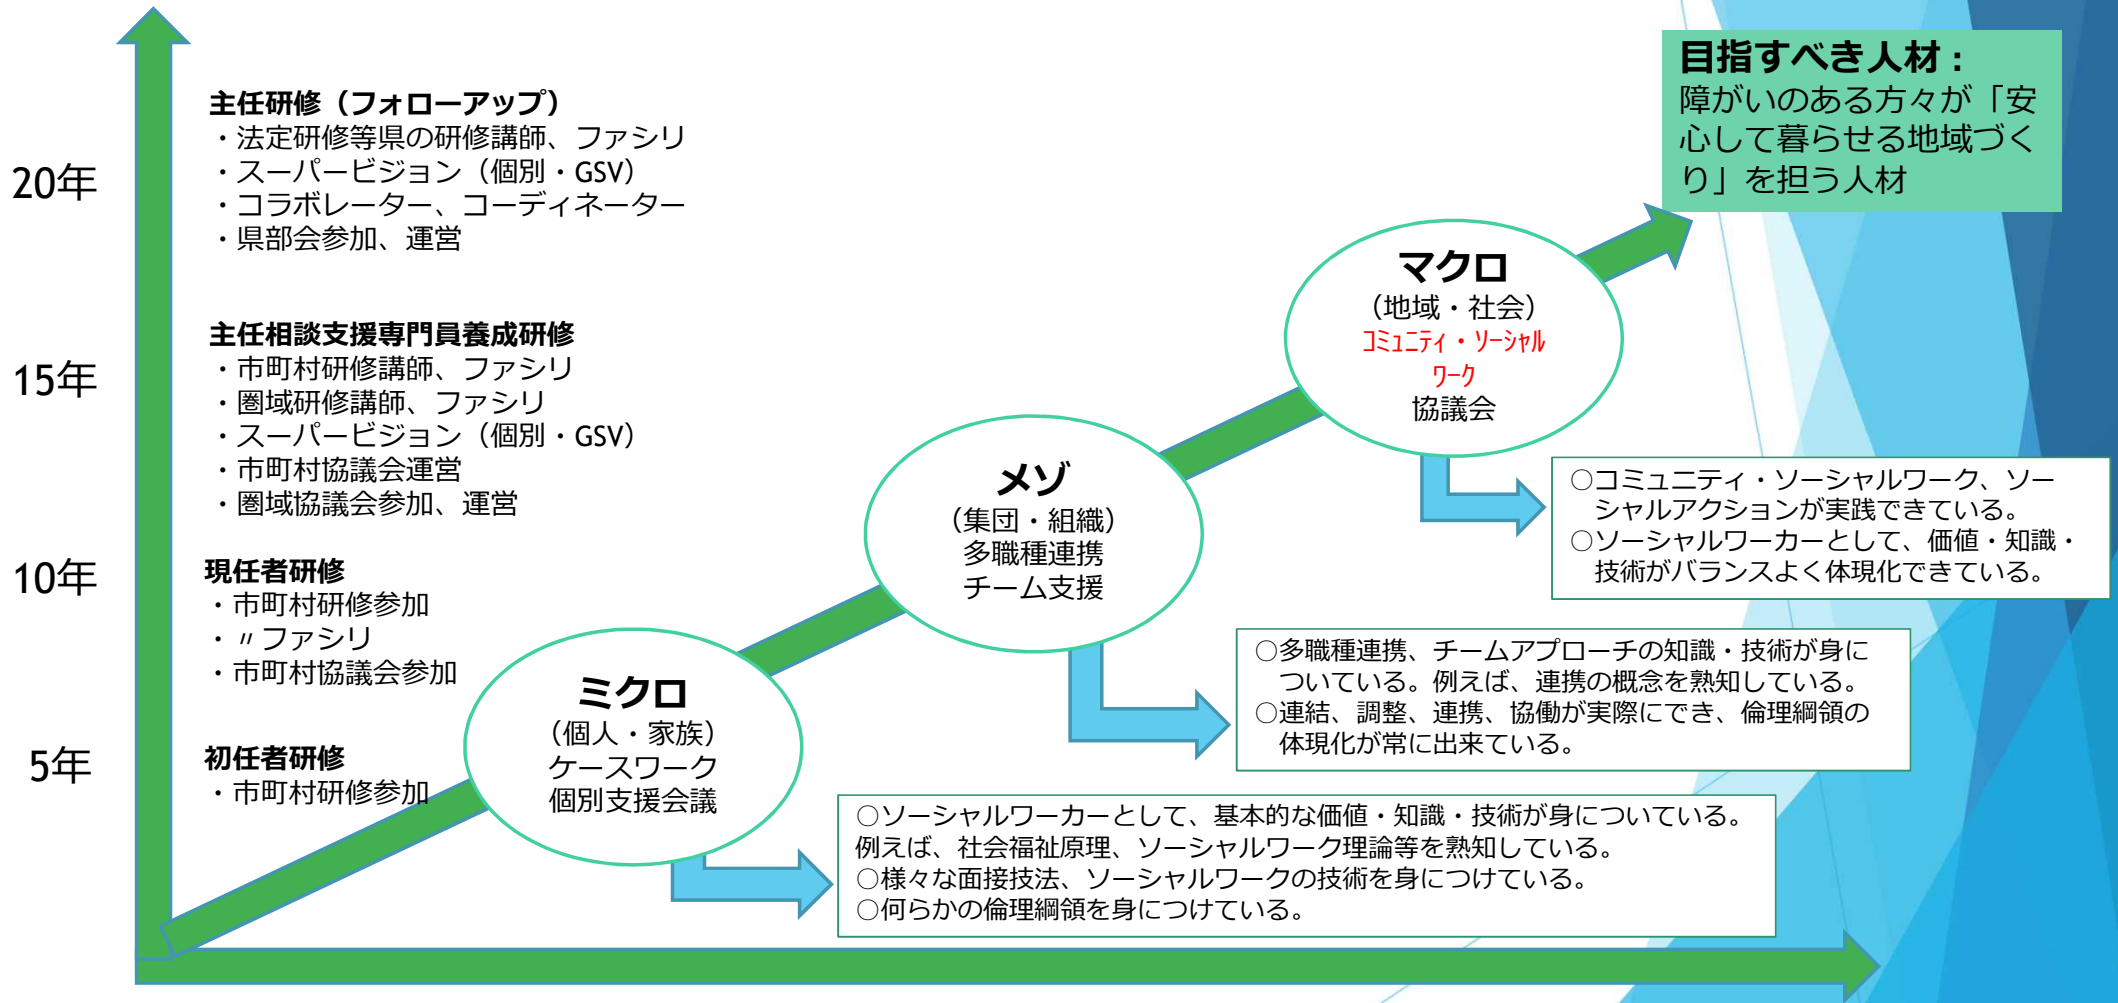 目指すべき人材：
障がいのある方々が「安
心して暮らせる地域づく
り」を担う人材
20年
主任研修（フォローアップ）
・法定研修等県の研修講師、ファシリ
・スーパービジョン（個別・GSV）
・コラボレーター、コーディネーター
・県部会参加、運営
15年
主任相談支援専門員養成研修
・市町村研修講師、ファシリ
・圏域研修講師、ファシリ
・スーパービジョン（個別・GSV）
・市町村協議会運営
・圏域協議会参加、運営
10年
現任者研修
・市町村研修参加
・〃ファシリ
・市町村協議会参加
5年
初任者研修
・市町村研修参加
マクロ
（地域・社会）
ｺﾐｭﾆﾃｨ・ｿｰｼｬﾙ
ﾜｰｸ
協議会
○コミュニティ・ソーシャルワーク、ソー
シャルアクションが実践できている。
○ソーシャルワーカーとして、価値・知識・
技術がバランスよく体現化できている。
メゾ
（集団・組織）
多職種連携
チーム支援
○多職種連携、チームアプローチの知識・技術が身に
ついている。例えば、連携の概念を熟知している。
○連結、調整、連携、協働が実際にでき、倫理綱領の
体現化が常に出来ている。
ミクロ
（個人・家族）
ケースワーク
個別支援会議
○ソーシャルワーカーとして、基本的な価値・知識・技術が身についている。
例えば、社会福祉原理、ソーシャルワーク理論等を熟知している。
○様々な面接技法、ソーシャルワークの技術を身につけている。
○何らかの倫理綱領を身につけている。